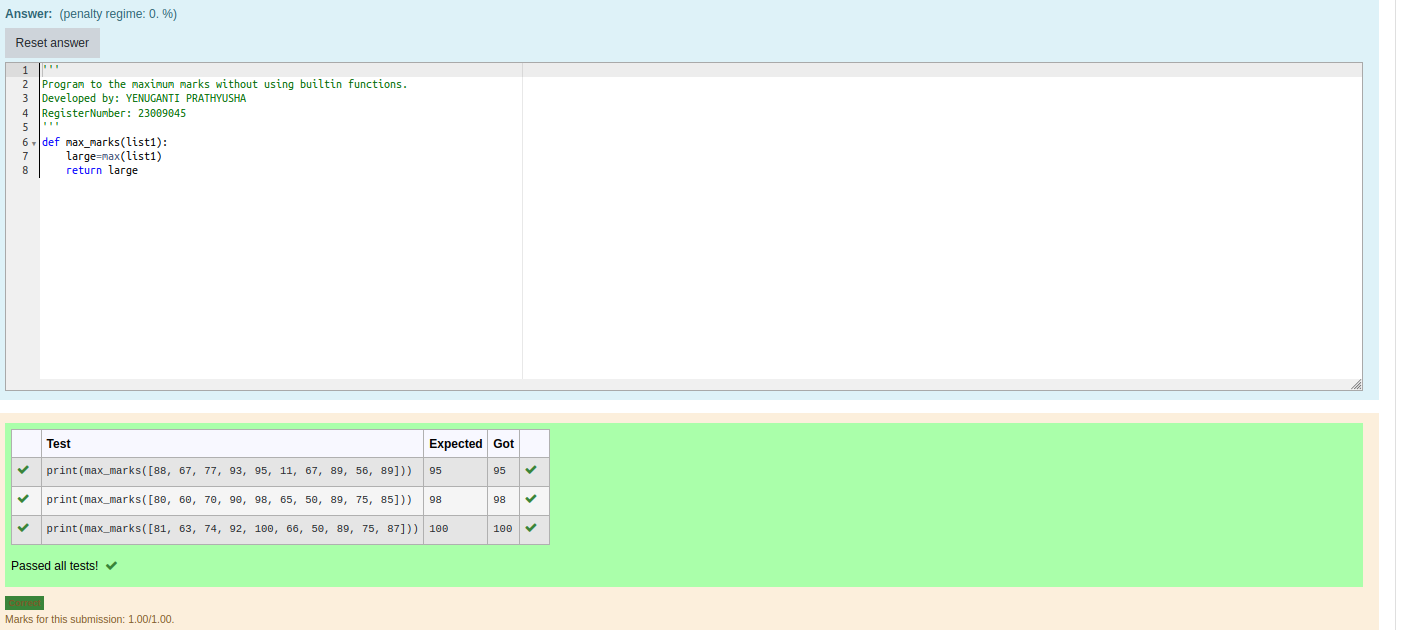 Answer: (penalty regime: 0. %)
Reset answer
1 '''
2 Program to the maximum marks without using builtin functions.
3 Developed by: YENUGANTI PRATHYUSHA
4 RegisterNumber: 23009045
5 '''
6 def max_marks(list1):
7 large=max(list1)
8 return large
Test Expected Got
print(max_marks([88, 67, 77, 93, 95, 11, 67, 89, 56, 89])) 95 95
print(max_marks([80, 60, 70, 90, 98, 65, 50, 89, 75, 85])) 98 98
print(max_marks([81, 63, 74, 92, 100, 66, 50, 89, 75, 87])) 100 100
Passed all tests!
Correct
Marks for this submission: 1.00/1.00.